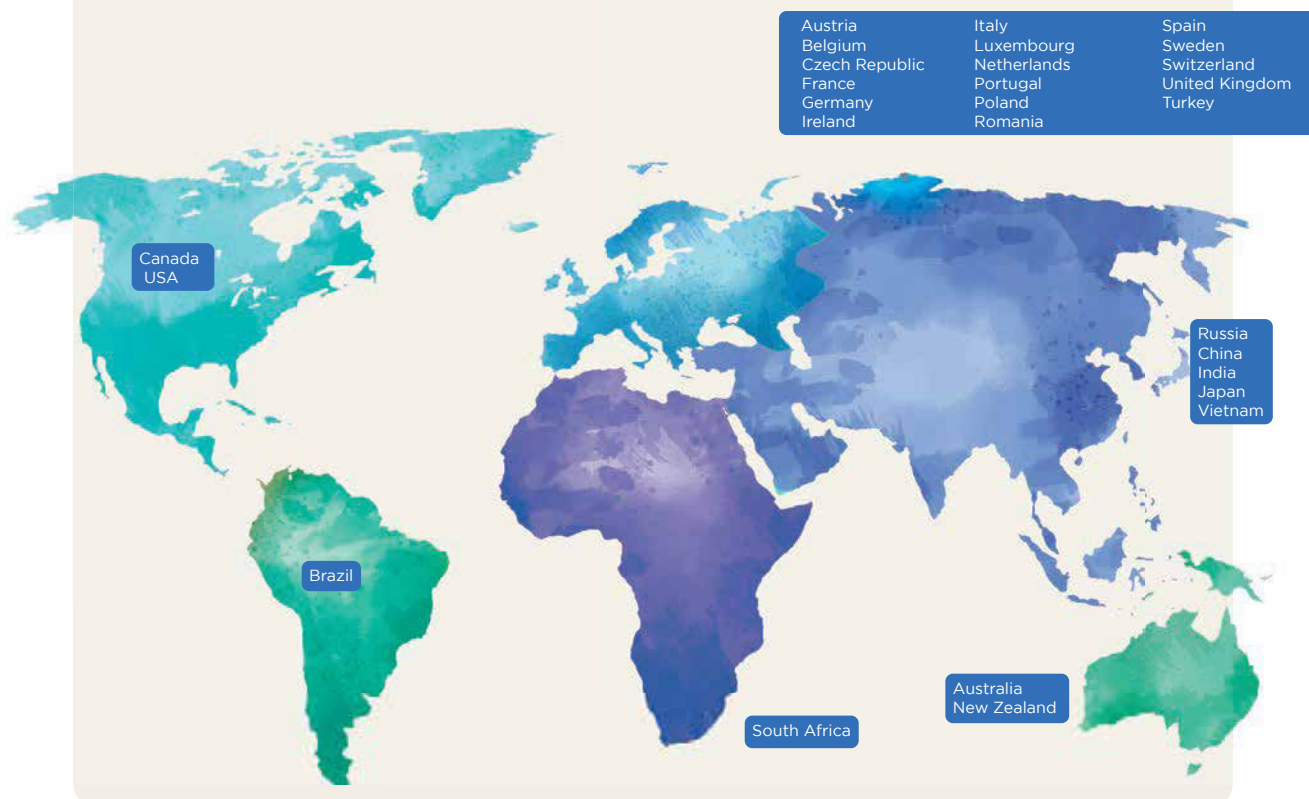 Austria
Belgium
Czech Republic
France
Germany
Ireland
Italy
Luxembourg
Netherlands
Portugal
Poland
Romania
Spain
Sweden
Switzerland
United Kingdom
Turkey
Canada
USA
Russia
China
India
Japan
Vietnam
Brazil
Australia
New Zealand
South Africa